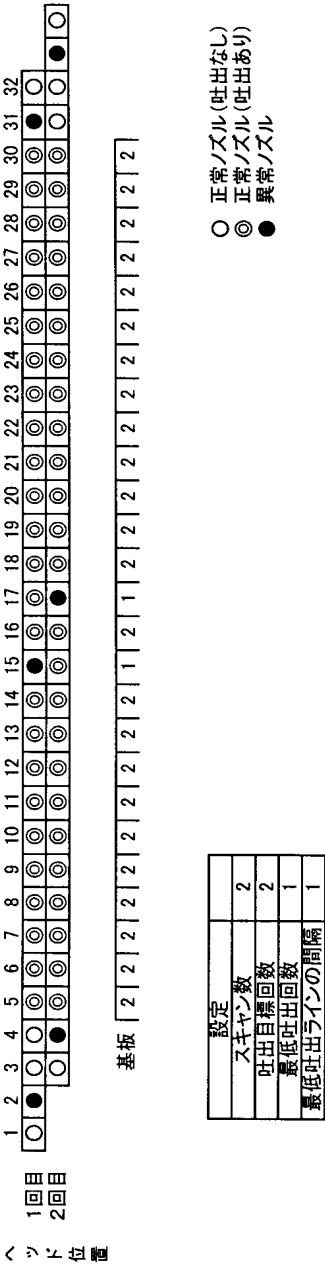 1 2 3 4 5 6 7 8 9 10 11 12 13 14 15 16 17 18 19 20 21 22 23 24 25 26 27 28 29 30 31 32
ヘッド位置
1回目
2回目
基板 2 2 2 2 2 2 2 2 2 2 1 2 1 2 2 2 2 2 2 2 2 2 2 2 2 2
設定
スキャン数 2
吐出目標回数 2
最低吐出回数 1
最低吐出ラインの間隔 1
○ 正常ノズル(吐出なし)
◎ 正常ノズル(吐出あり)
● 異常ノズル